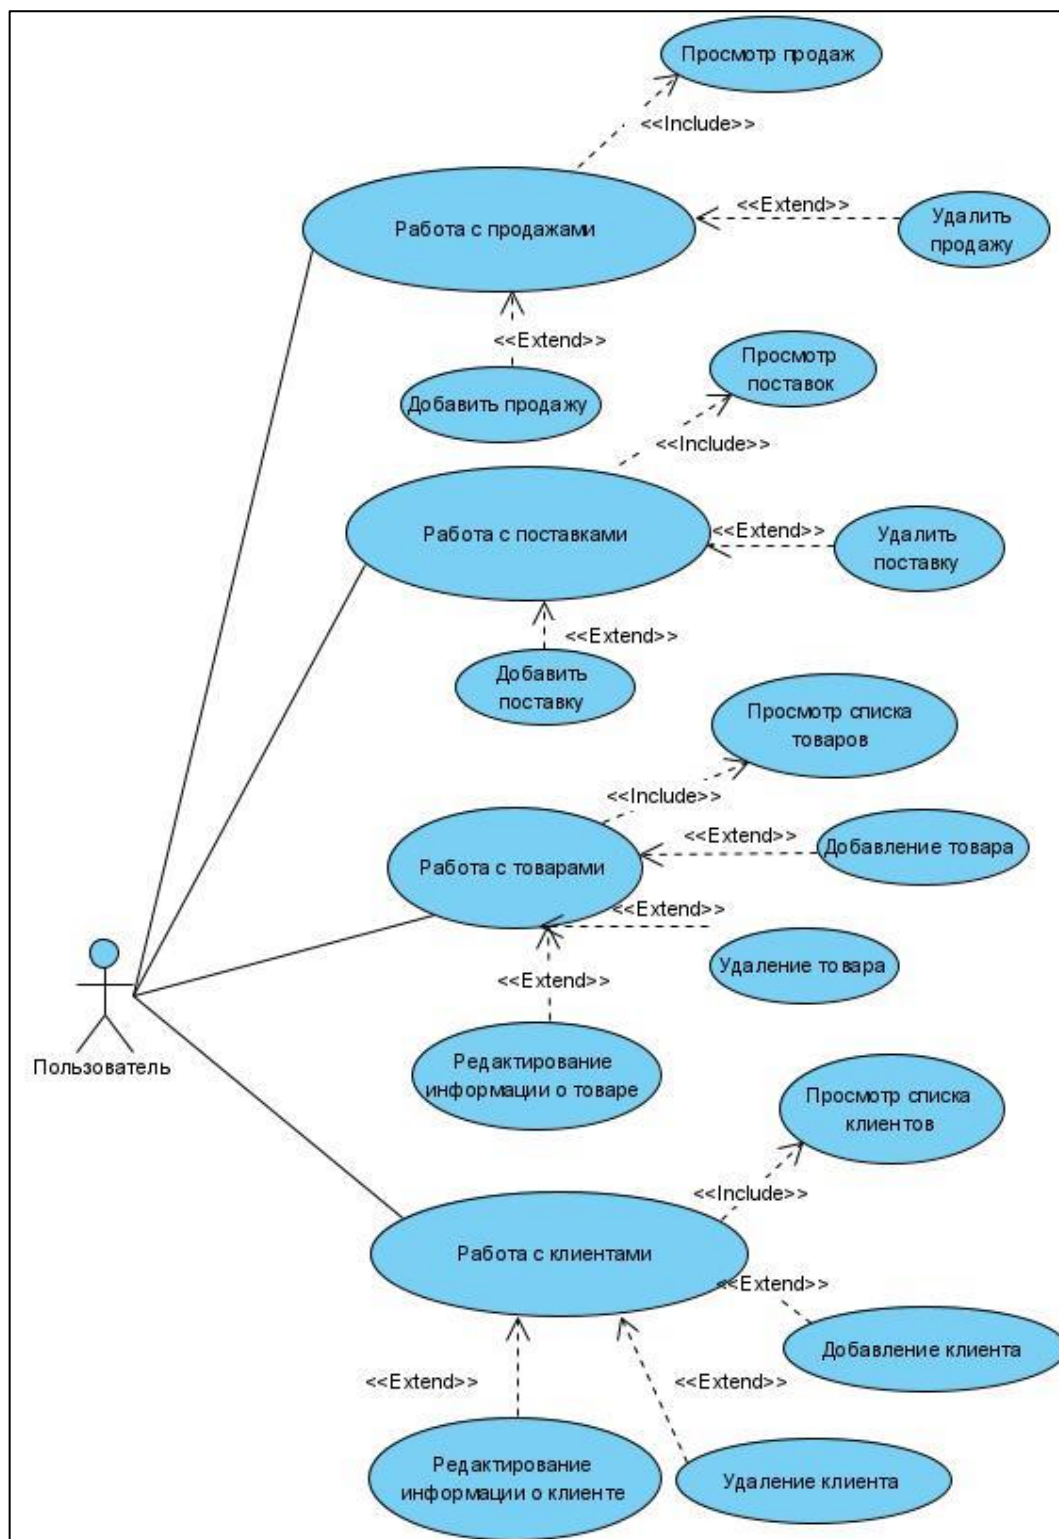 Просмотр продаж
<<Include>>
Работа с продажами
<<Extend>>
Удалить
продажу
<<Extend>>
Добавить продажу
Просмотр
поставок
<<Include>>
Работа с поставками
<<Extend>>
Удалить
поставку
<<Extend>>
Добавить
поставку
Просмотр списка
товаров
<<Include>>
Работа с товарами
<<Extend>>
Добавление товара
<<Extend>>
Удаление товара
<<Extend>>
Редактирование
информации о товаре
Пользователь
Просмотр списка
клиентов
<<Include>>
Работа с клиентами
<<Extend>>
Добавление клиента
<<Extend>>
<<Extend>>
Редактирование
информации о клиенте
Удаление клиента